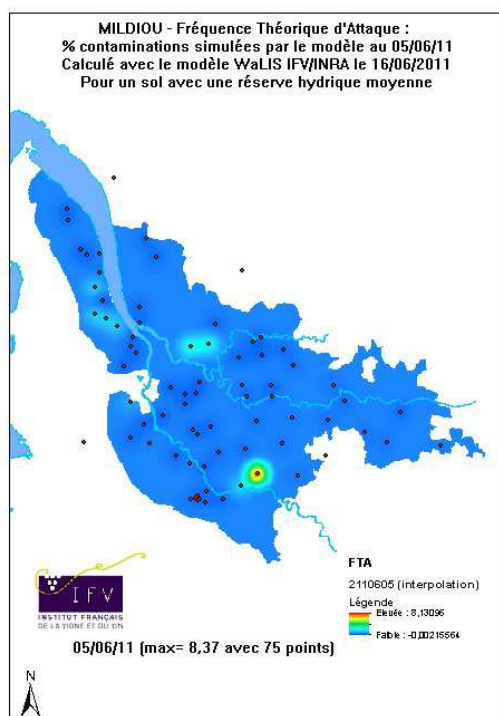 MILDIOU - Fréquence Théorique d'Attaque :
% contaminations simulées par le modèle au 05/06/11
Calculé avec le modèle WaLIS IFV/INRA le 16/06/2011
Pour un sol avec une réserve hydrique moyenne
IFV
INSTITUT FRANÇAIS
DE LA VIGNE ET DU VIN
FTA
2110605 (interpolation)
Légende
Elevée : 8,13096
Faible : -0,00215564
05/06/11 (max= 8,37 avec 75 points)
N